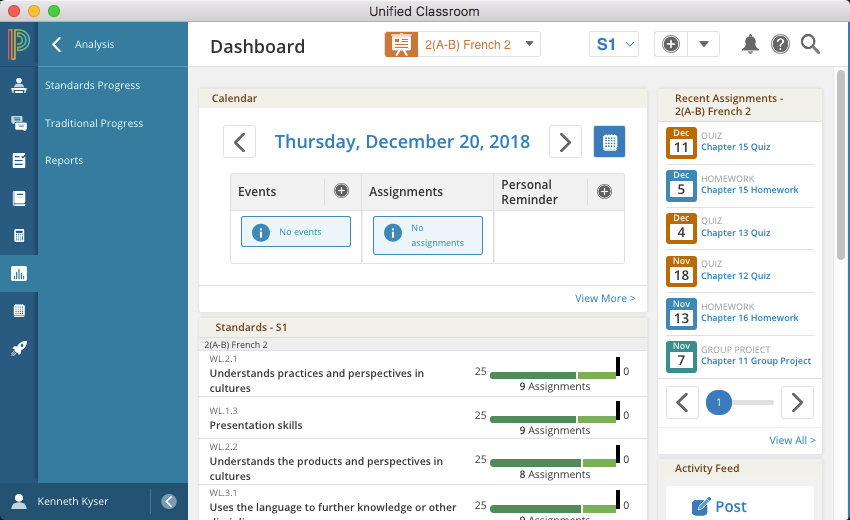 Unified Classroom
Analysis
Standards Progress
Traditional Progress
Reports
Kenneth Kyser
Dashboard
2(A-B) French 2
S1
Calendar
Thursday, December 20, 2018
Events
Assignments
Personal
Reminder
No events
No
assignments
View More >
Standards - S1
2(A-B) French 2
WL.2.1
Understands practices and perspectives in
cultures
25
0
9 Assignments
WL.1.3
Presentation skills
25
0
9 Assignments
WL.2.2
Understands the products and perspectives in
cultures
25
0
8 Assignments
WL.3.1
Uses the language to further knowledge or other
25
0
9 Assignments
Recent Assignments -
2(A-B) French 2
Dec
11
QUIZ
Chapter 15 Quiz
Dec
5
HOMEWORK
Chapter 15 Homework
Dec
4
QUIZ
Chapter 13 Quiz
Nov
18
QUIZ
Chapter 12 Quiz
Nov
13
HOMEWORK
Chapter 16 Homework
Nov
7
GROUP PROJECT
Chapter 11 Group Project
1
View All >
Activity Feed
Post